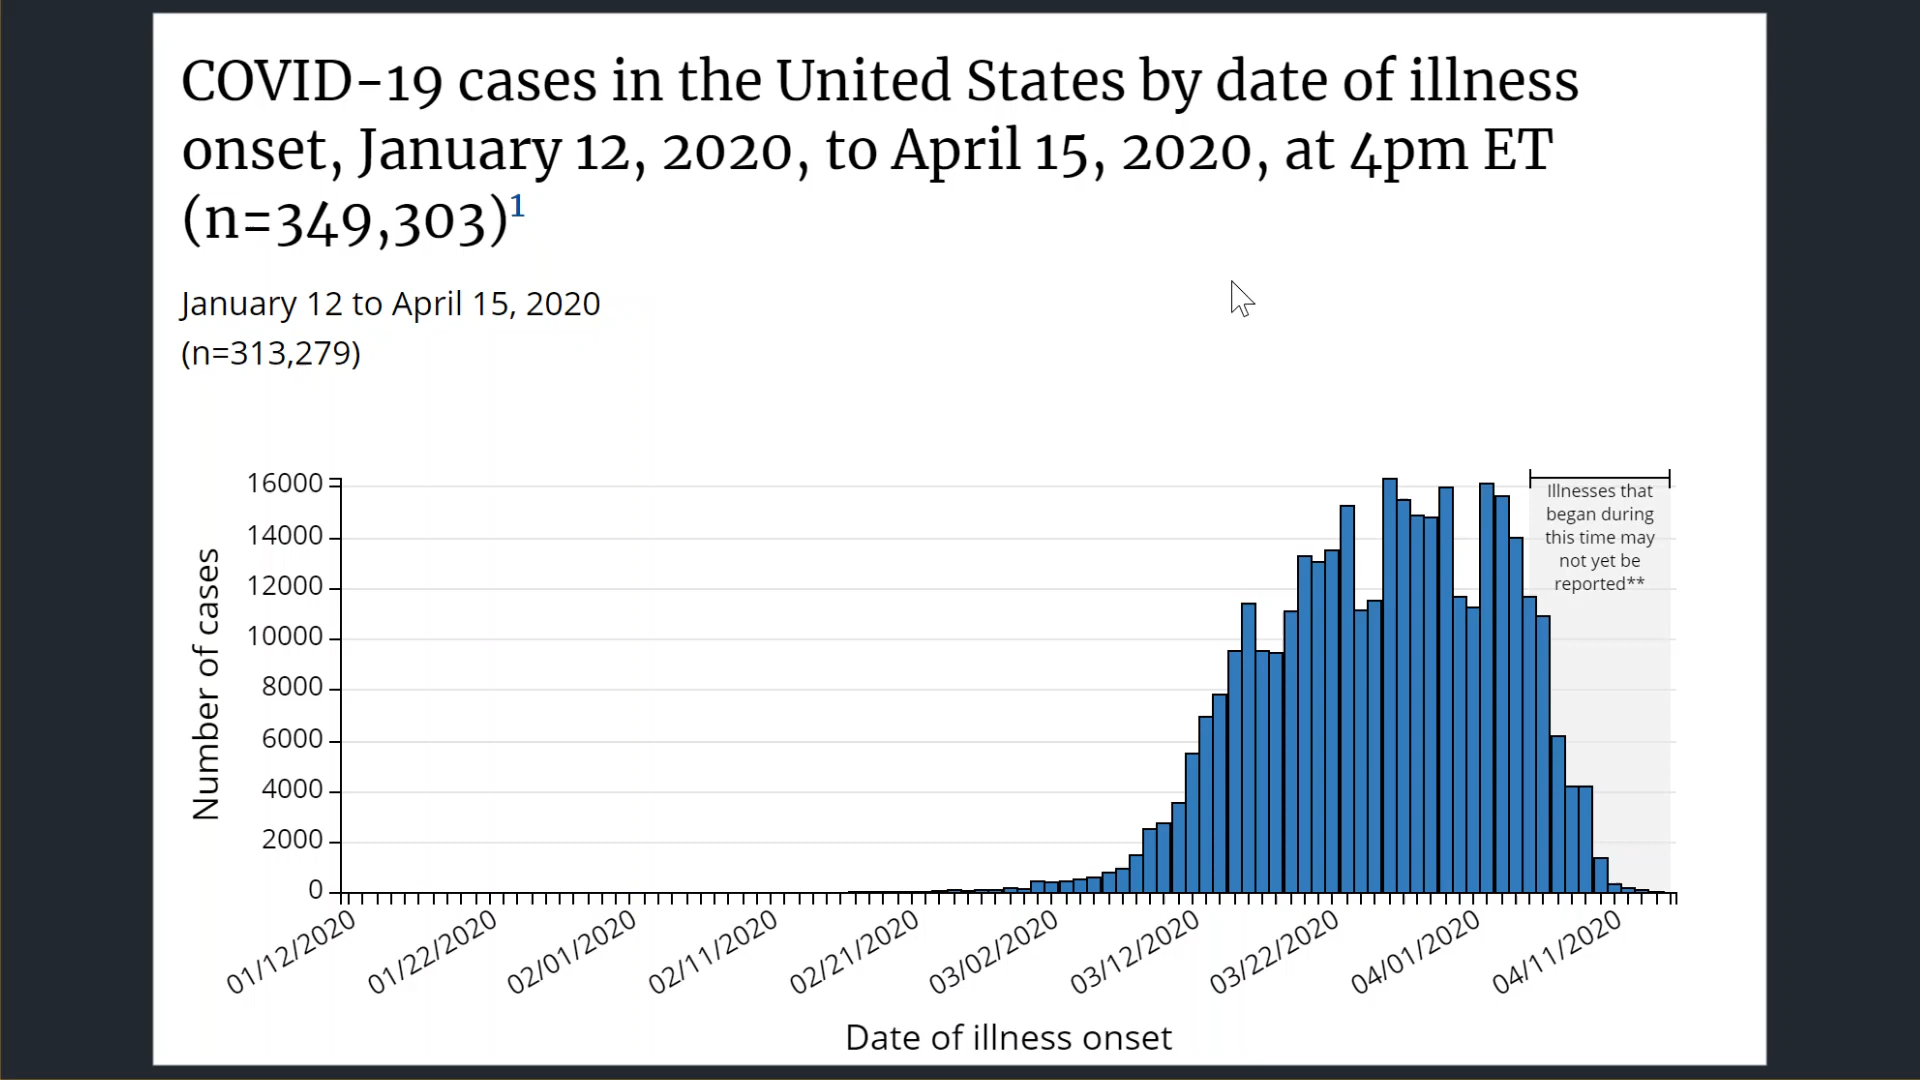 COVID-19 cases in the United States by date of illness
onset, January 12, 2020, to April 15, 2020, at 4pm ET
(n=349,303)1
January 12 to April 15, 2020
(n=313,279)
16000
14000
12000
10000
8000
6000
4000
2000
0
Number of cases
Illnesses that
began during
this time may
not yet be
reported**
01/12/2020
01/22/2020
02/01/2020
02/11/2020
02/21/2020
03/02/2020
03/12/2020
03/22/2020
04/01/2020
04/11/2020
Date of illness onset